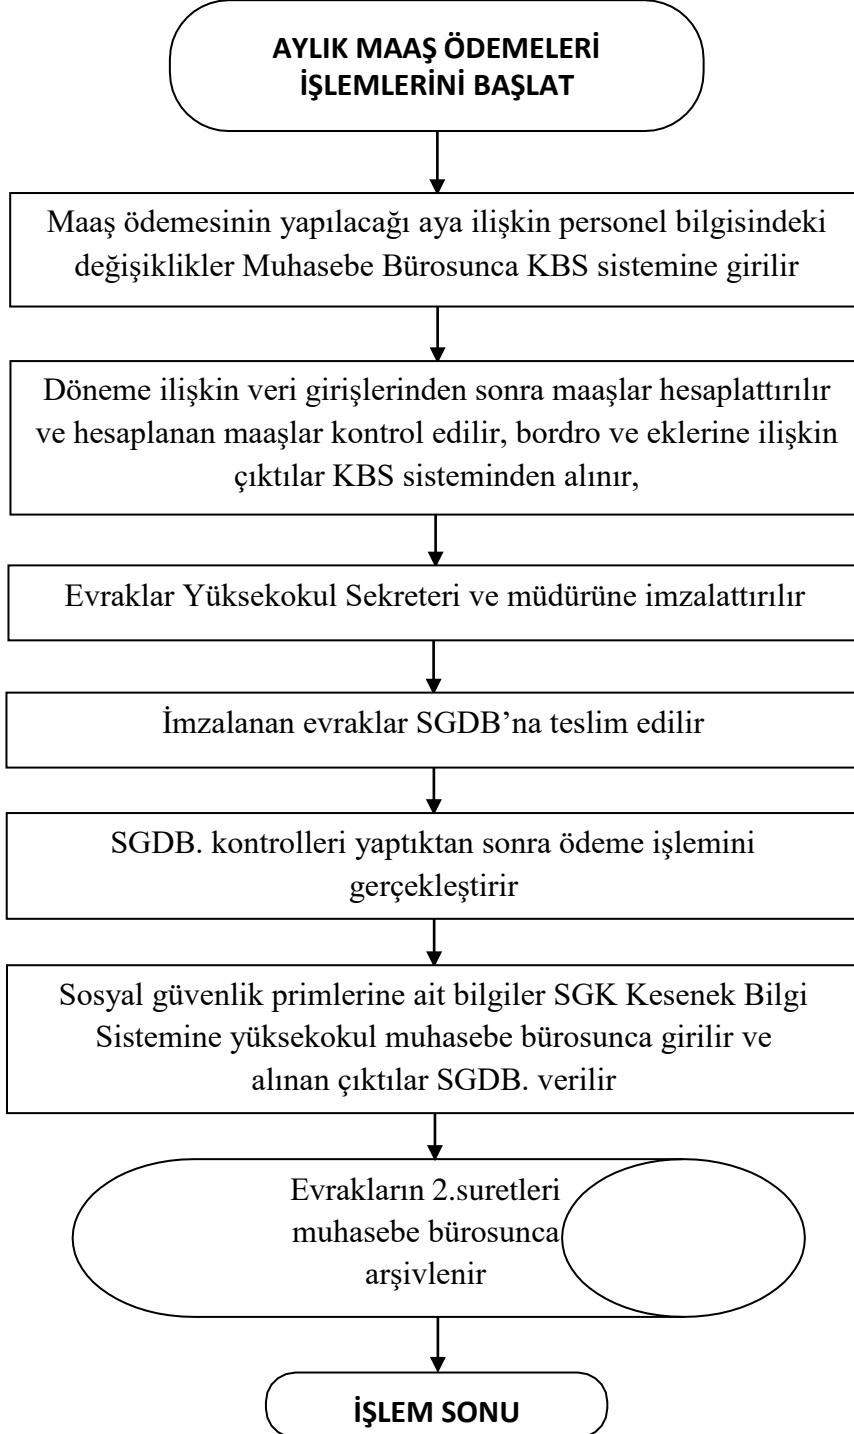 AYLIK MAAŞ ÖDEMELERİ
İŞLEMLERİNİ BAŞLAT
Maaş ödemesinin yapılacağı aya ilişkin personel bilgisindeki
değişiklikler Muhasebe Bürosunca KBS sistemine girilir
Döneme ilişkin veri girişlerinden sonra maaşlar hesaplattırılır
ve hesaplanan maaşlar kontrol edilir, bordro ve eklerine ilişkin
çıktılar KBS sisteminden alınır,
Evraklar Yüksekokul Sekreteri ve müdürüne imzalattırılır
İmzalanan evraklar SGDB’na teslim edilir
SGDB. kontrolleri yaptıktan sonra ödeme işlemini
gerçekleştirir
Sosyal güvenlik primlerine ait bilgiler SGK Kesenek Bilgi
Sistemine yüksekokul muhasebe bürosunca girilir ve
alınan çıktılar SGDB. verilir
Evrakların 2.suretleri
muhasebe bürosunca
arşivlenir
İŞLEM SONU